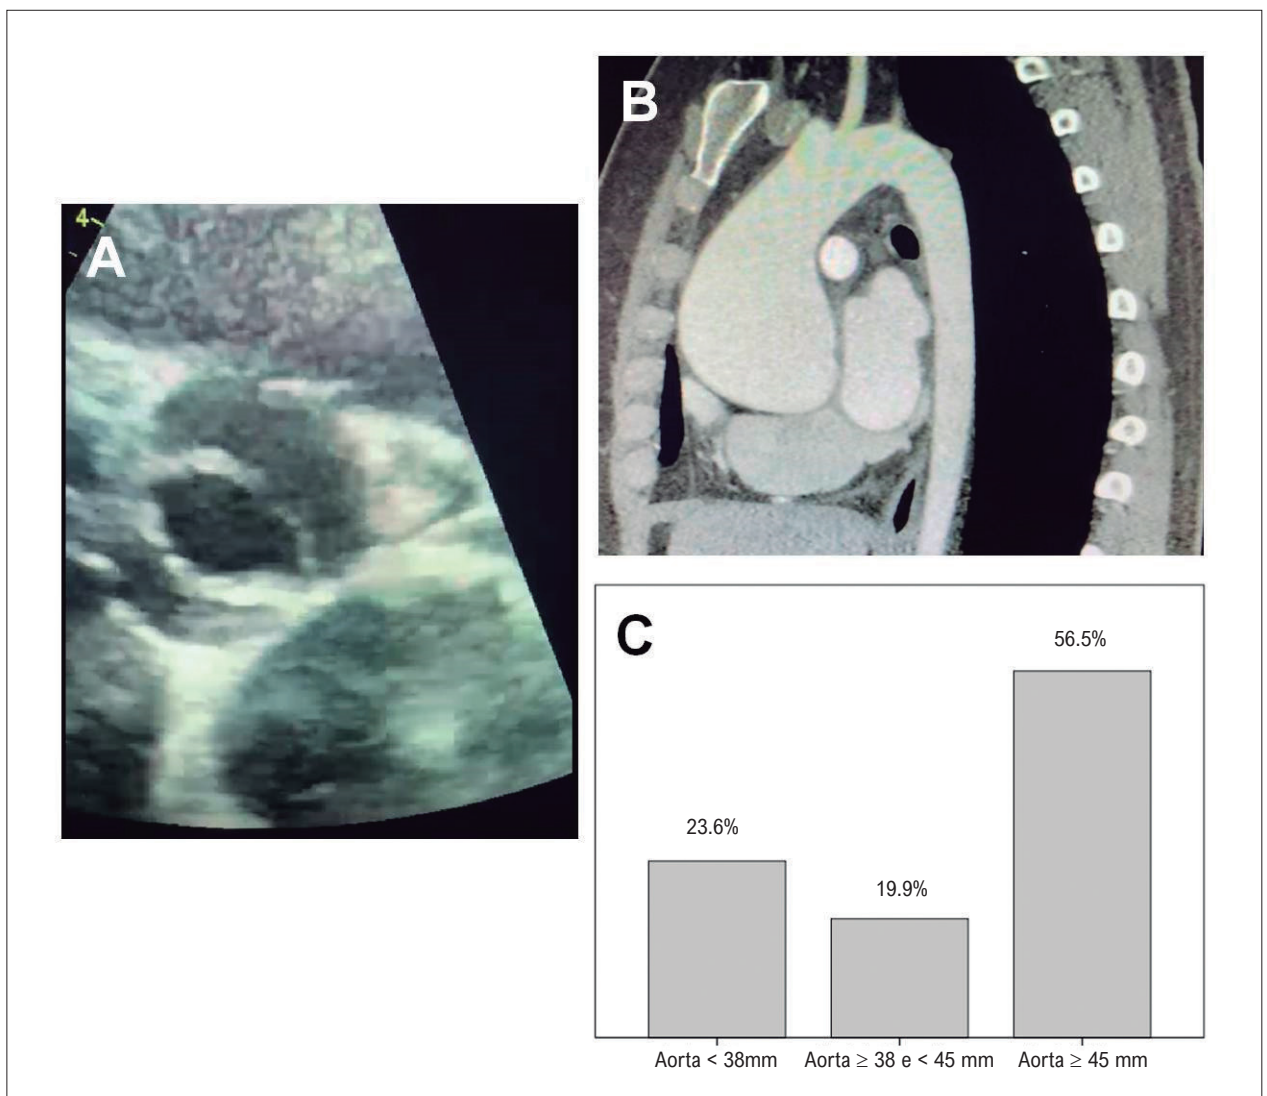 4
A
B
C
56.5%
23.6%
19.9%
Aorta < 38mm
Aorta ≥ 38 e < 45 mm
Aorta ≥ 45 mm